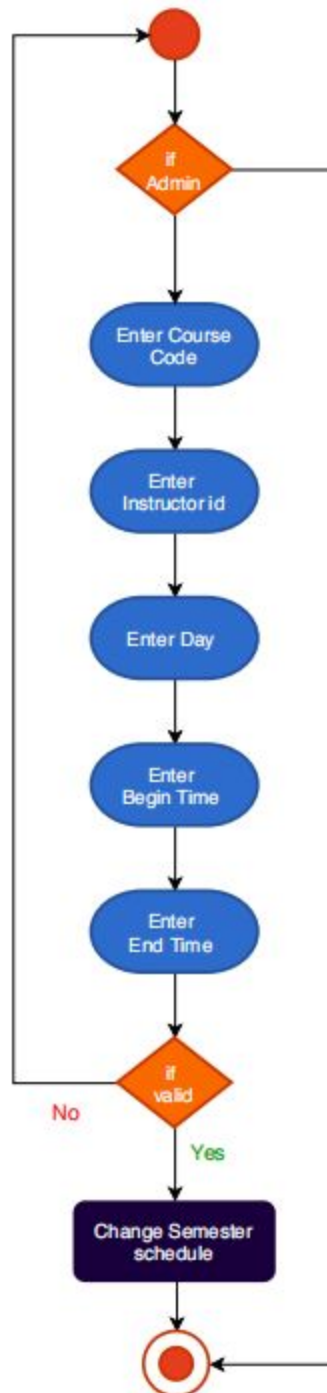 if
Admin
Enter Course
Code
Enter
Instructor id
Enter Day
Enter
Begin Time
Enter
End Time
if
valid
No
Yes
Change Semester
schedule